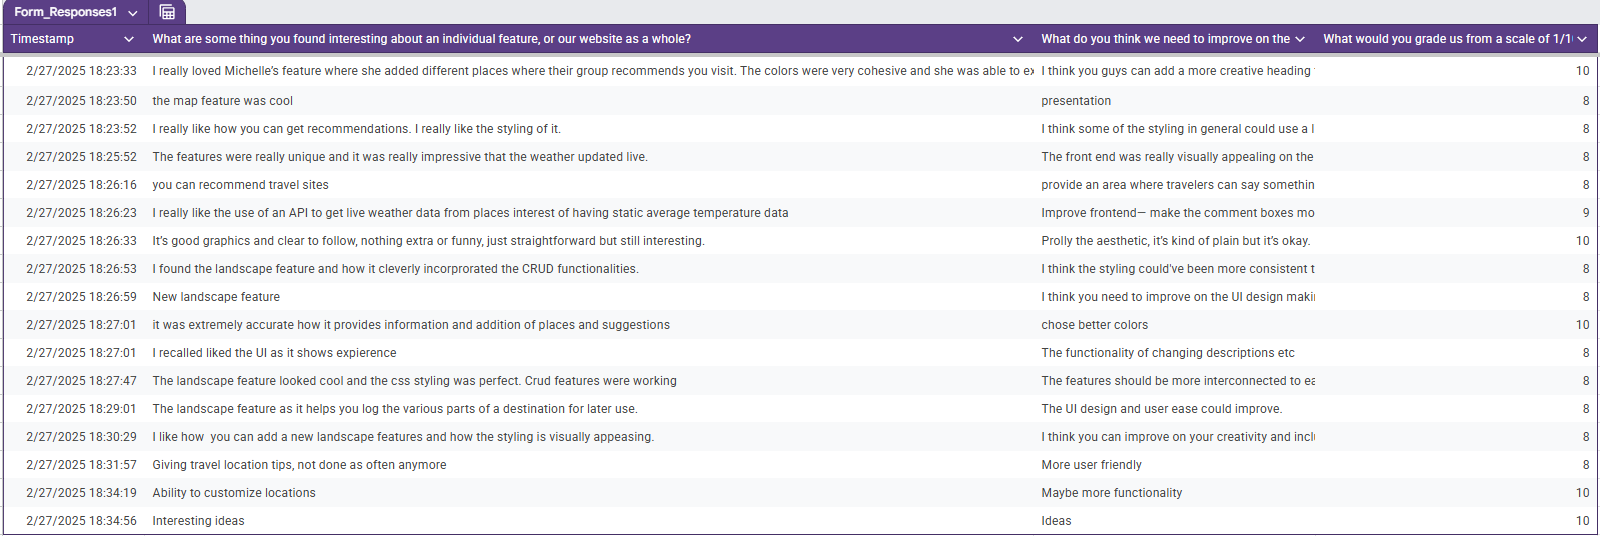 Form_Responses1
Timestamp What are some thing you found interesting about an individual feature, or our website as a whole? What do you think we need to improve on the What would you grade us from a scale of 1/1
2/27/2025 18:23:33 I really loved Michelle's feature where she added different places where their group recommends you visit. The colors were very cohesive and she was able to ex I think you guys can add a more creative heading 10
2/27/2025 18:23:50 the map feature was cool presentation 8
2/27/2025 18:23:52 I really like how you can get recommendations. I really like the styling of it. I think some of the styling in general could use a l 8
2/27/2025 18:25:52 The features were really unique and it was really impressive that the weather updated live. The front end was really visually appealing on the 8
2/27/2025 18:26:16 you can recommend travel sites provide an area where travelers can say somethin 8
2/27/2025 18:26:23 I really like the use of an API to get live weather data from places interest of having static average temperature data Improve frontend— make the comment boxes mo 9
2/27/2025 18:26:33 It's good graphics and clear to follow, nothing extra or funny, just straightforward but still interesting. Prolly the aesthetic, it's kind of plain but it's okay. 10
2/27/2025 18:26:53 I found the landscape feature and how it cleverly incorprorated the CRUD functionalities. I think the styling could've been more consistent t 8
2/27/2025 18:26:59 New landscape feature I think you need to improve on the UI design maki 8
2/27/2025 18:27:01 it was extremely accurate how it provides information and addition of places and suggestions chose better colors 10
2/27/2025 18:27:01 I recalled liked the UI as it shows expierence The functionality of changing descriptions etc 8
2/27/2025 18:27:47 The landscape feature looked cool and the css styling was perfect. Crud features were working The features should be more interconnected to ea 8
2/27/2025 18:29:01 The landscape feature as it helps you log the various parts of a destination for later use. The UI design and user ease could improve. 8
2/27/2025 18:30:29 I like how  you can add a new landscape features and how the styling is visually appeasing. I think you can improve on your creativity and incl 8
2/27/2025 18:31:57 Giving travel location tips, not done as often anymore More user friendly 8
2/27/2025 18:34:19 Ability to customize locations Maybe more functionality 10
2/27/2025 18:34:56 Interesting ideas Ideas 10